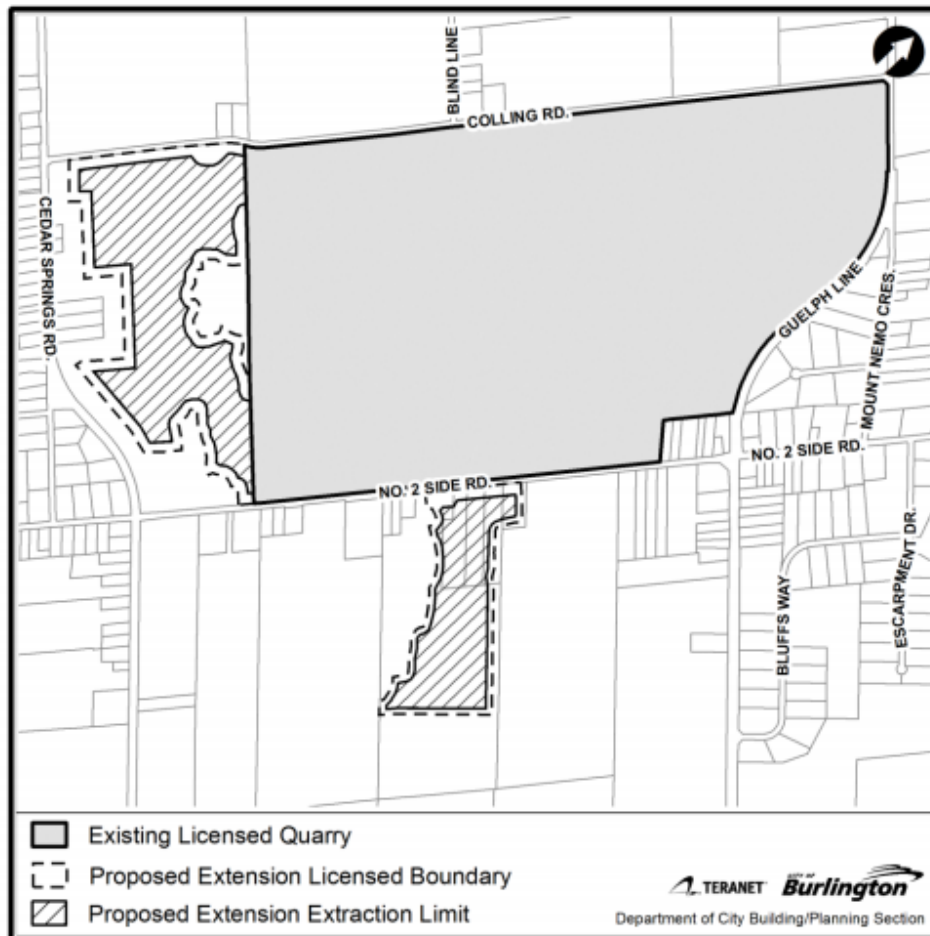 BLIND LINE
COLLING RD.
CEDAR SPRINGS RD.
GUELPH LINE
MOUNT NEMO CRES.
NO. 2 SIDE RD.
NO. 2 SIDE RD.
BLUFFS WAY
ESCARPMENT DR.
Existing Licensed Quarry
Proposed Extension Licensed Boundary
Proposed Extension Extraction Limit
TERANET
CITY OF
Burlington
Department of City Building/Planning Section